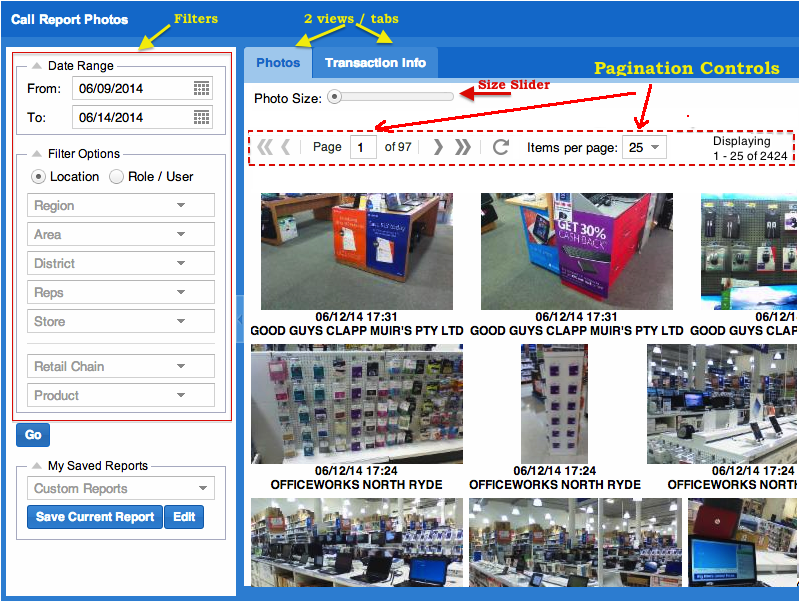 Call Report Photos
Filters
2 views / tabs
Date Range
From: 06/09/2014
To: 06/14/2014
Filter Options
Location Role / User
Region
Area
District
Reps
Store
Retail Chain
Product
Go
My Saved Reports
Custom Reports
Save Current Report Edit
Photos Transaction Info
Pagination Controls
Photo Size:
Size Slider
Page 1 of 97 Items per page: 25 Displaying
1 - 25 of 2424
GET 30%
CASH BACK
06/12/14 17:31 06/12/14 17:31 06/12/1
GOOD GUYS CLAPP MUIR'S PTY LTD GOOD GUYS CLAPP MUIR'S PTY LTD GOOD GUYS CLAP
06/12/14 17:24 06/12/14 17:24 06/12/14 17:2
OFFICEWORKS NORTH RYDE OFFICEWORKS NORTH RYDE OFFICEWORKS NORTH